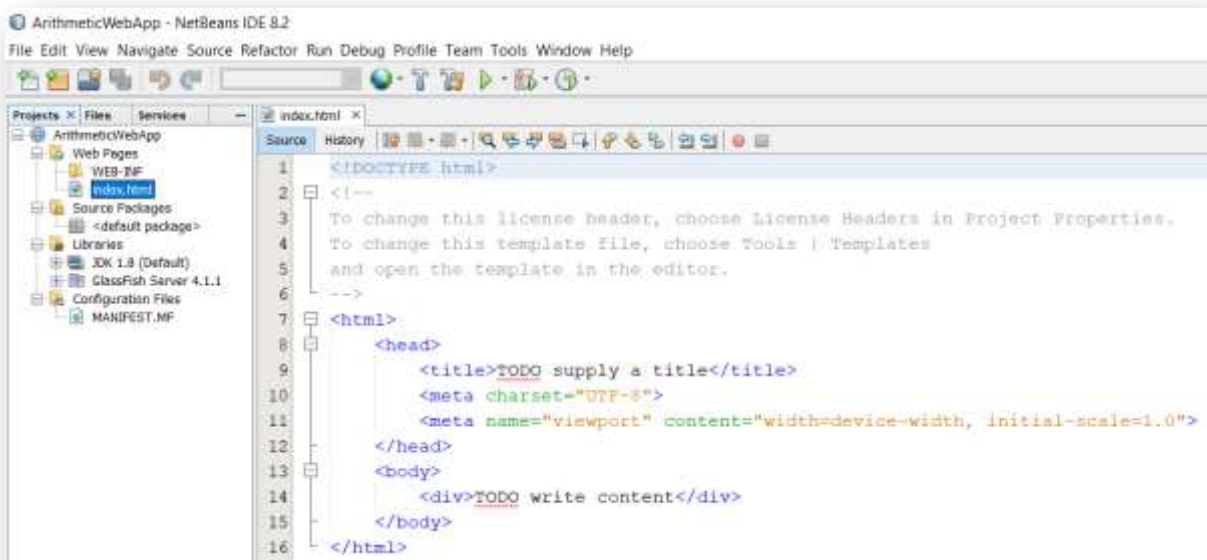 ArithmeticWebApp - NetBeans IDE 8.2
File Edit View Navigate Source Refactor Run Debug Profile Team Tools Window Help
Projects × Files Services
index.html ×
ArithmeticWebApp
Web Pages
WEB-INF
index.html
Source Packages
<default package>
Libraries
JDK 1.8 (Default)
GlassFish Server 4.1.1
Configuration Files
MANIFEST.MF
Source History
1 <!DOCTYPE html>
2 <!--
3 To change this license header, choose License Headers in Project Properties.
4 To change this template file, choose Tools | Templates
5 and open the template in the editor.
6 -->
7 <html>
8 <head>
9 <title>TODO supply a title</title>
10 <meta charset="UTF-8">
11 <meta name="viewport" content="width=device-width, initial-scale=1.0">
12 </head>
13 <body>
14 <div>TODO write content</div>
15 </body>
16 </html>